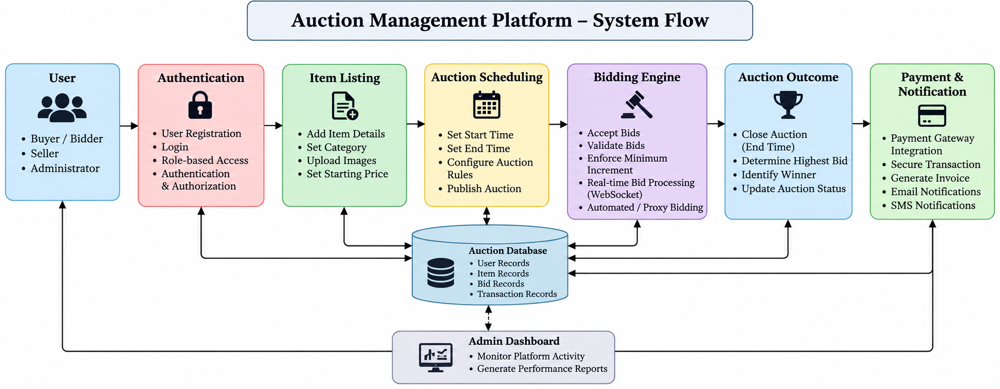 Auction Management Platform – System Flow
User
• Buyer / Bidder
• Seller
• Administrator
Authentication
• User Registration
• Login
• Role-based Access
• Authentication
& Authorization
Item Listing
• Add Item Details
• Set Category
• Upload Images
• Set Starting Price
Auction Scheduling
• Set Start Time
• Set End Time
• Configure Auction
Rules
• Publish Auction
Bidding Engine
• Accept Bids
• Validate Bids
• Enforce Minimum
Increment
• Real-time Bid Processing
(WebSocket)
• Automated / Proxy Bidding
Auction Outcome
• Close Auction
(End Time)
• Determine Highest Bid
• Identify Winner
• Update Auction Status
Payment &
Notification
• Payment Gateway
Integration
• Secure Transaction
• Generate Invoice
• Email Notifications
• SMS Notifications
Auction Database
• User Records
• Item Records
• Bid Records
• Transaction Records
Admin Dashboard
• Monitor Platform Activity
• Generate Performance Reports